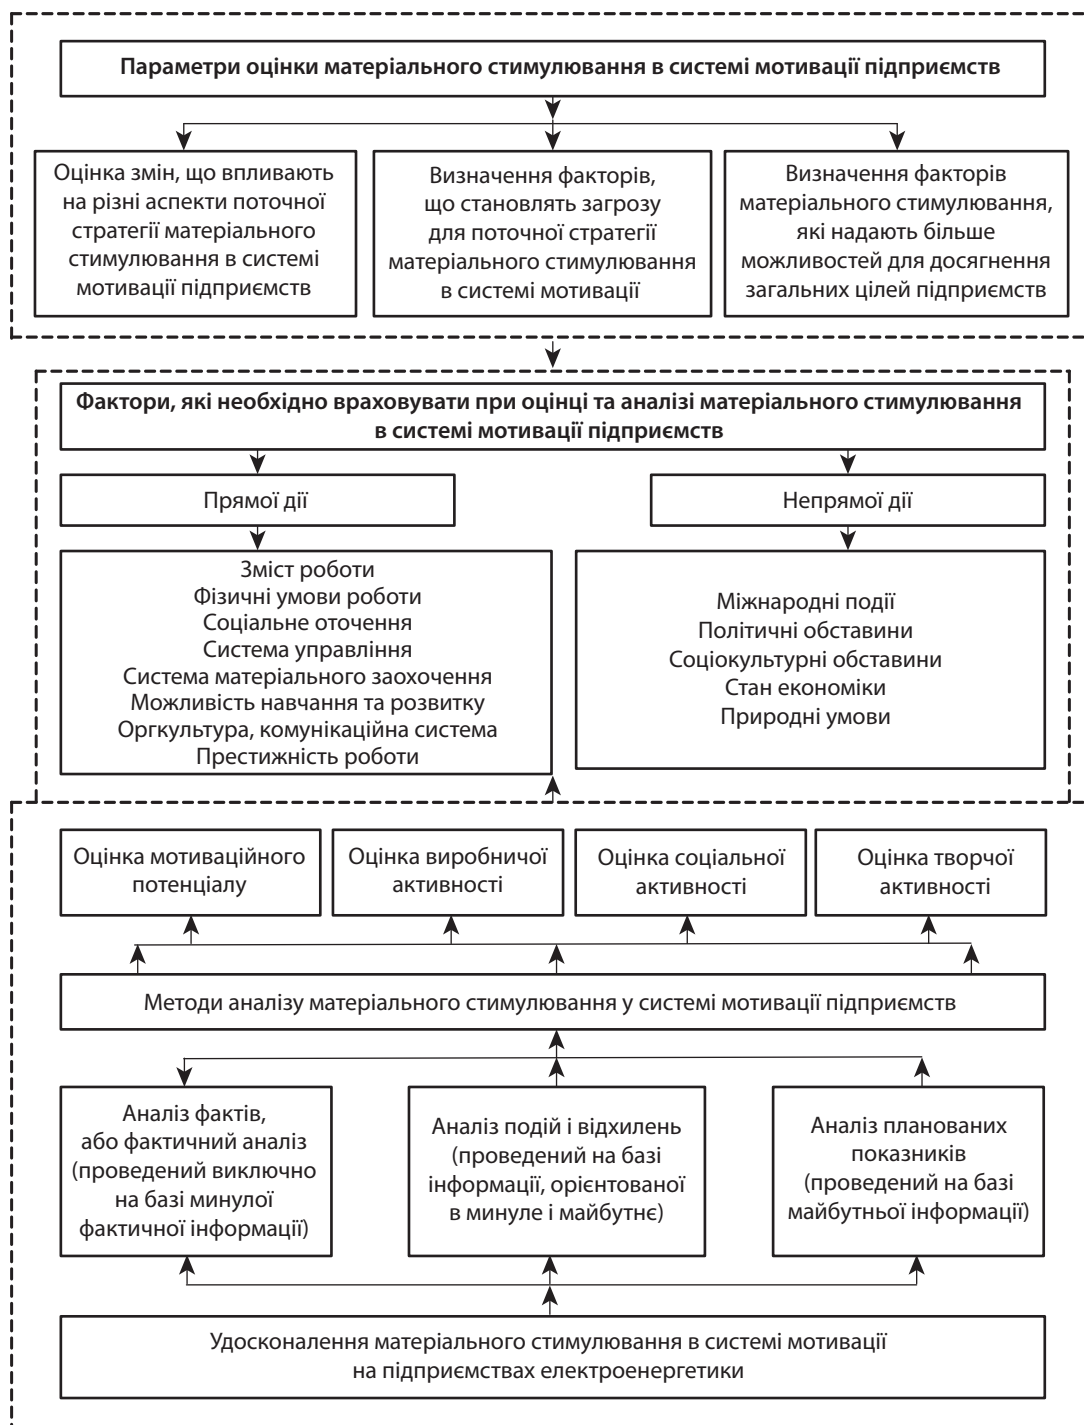 Параметри оцінки матеріального стимулювання в системі мотивації підприємств
Оцінка змін, що впливають
на різні аспекти поточної
стратегії матеріального
стимулювання в системі
мотивації підприємств
Визначення факторів,
що становлять загрозу
для поточної стратегії
матеріального стимулювання
в системі мотивації
Визначення факторів
матеріального стимулювання,
які надають більше
можливостей для досягнення
загальних цілей підприємств
Фактори, які необхідно враховувати при оцінці та аналізі матеріального стимулювання
в системі мотивації підприємств
Прямої дії
Непрямої дії
Зміст роботи
Фізичні умови роботи
Соціальне оточення
Система управління
Система матеріального заохочення
Можливість навчання та розвитку
Оргкультура, комунікаційна система
Престижність роботи
Міжнародні події
Політичні обставини
Соціокультурні обставини
Стан економіки
Природні умови
Оцінка мотиваційного
потенціалу
Оцінка виробничої
активності
Оцінка соціальної
активності
Оцінка творчої
активності
Методи аналізу матеріального стимулювання у системі мотивації підприємств
Аналіз фактів,
або фактичний аналіз
(проведений виключно
на базі минулої
фактичної інформації)
Аналіз подій і відхилень
(проведений на базі
інформації, орієнтованої
в минуле і майбутнє)
Аналіз планованих
показників
(проведений на базі
майбутньої інформації)
Удосконалення матеріального стимулювання в системі мотивації
на підприємствах електроенергетики